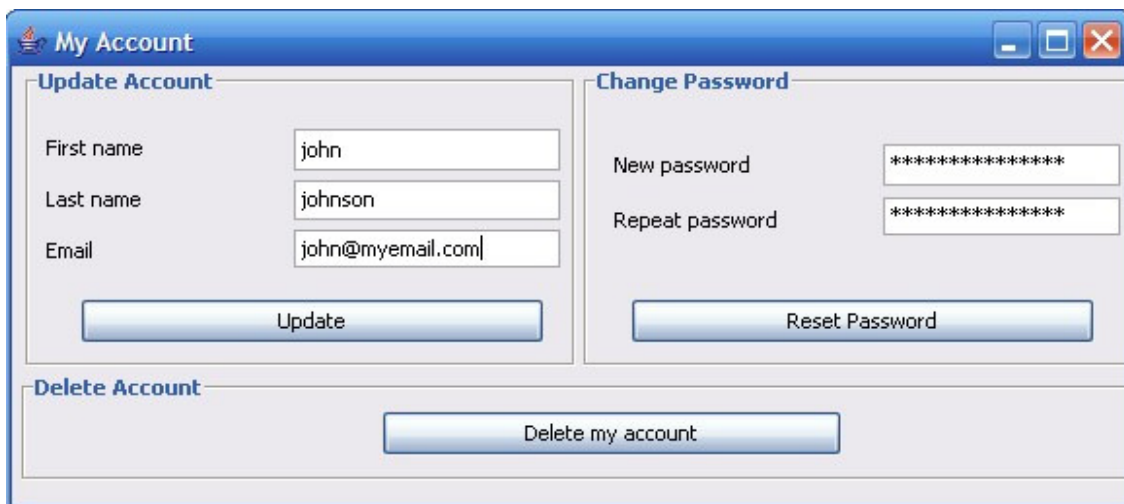 My Account
Update Account
First name john
Last name johnson
Email john@myemail.com
Update
Change Password
New password ***************
Repeat password ***************
Reset Password
Delete Account
Delete my account